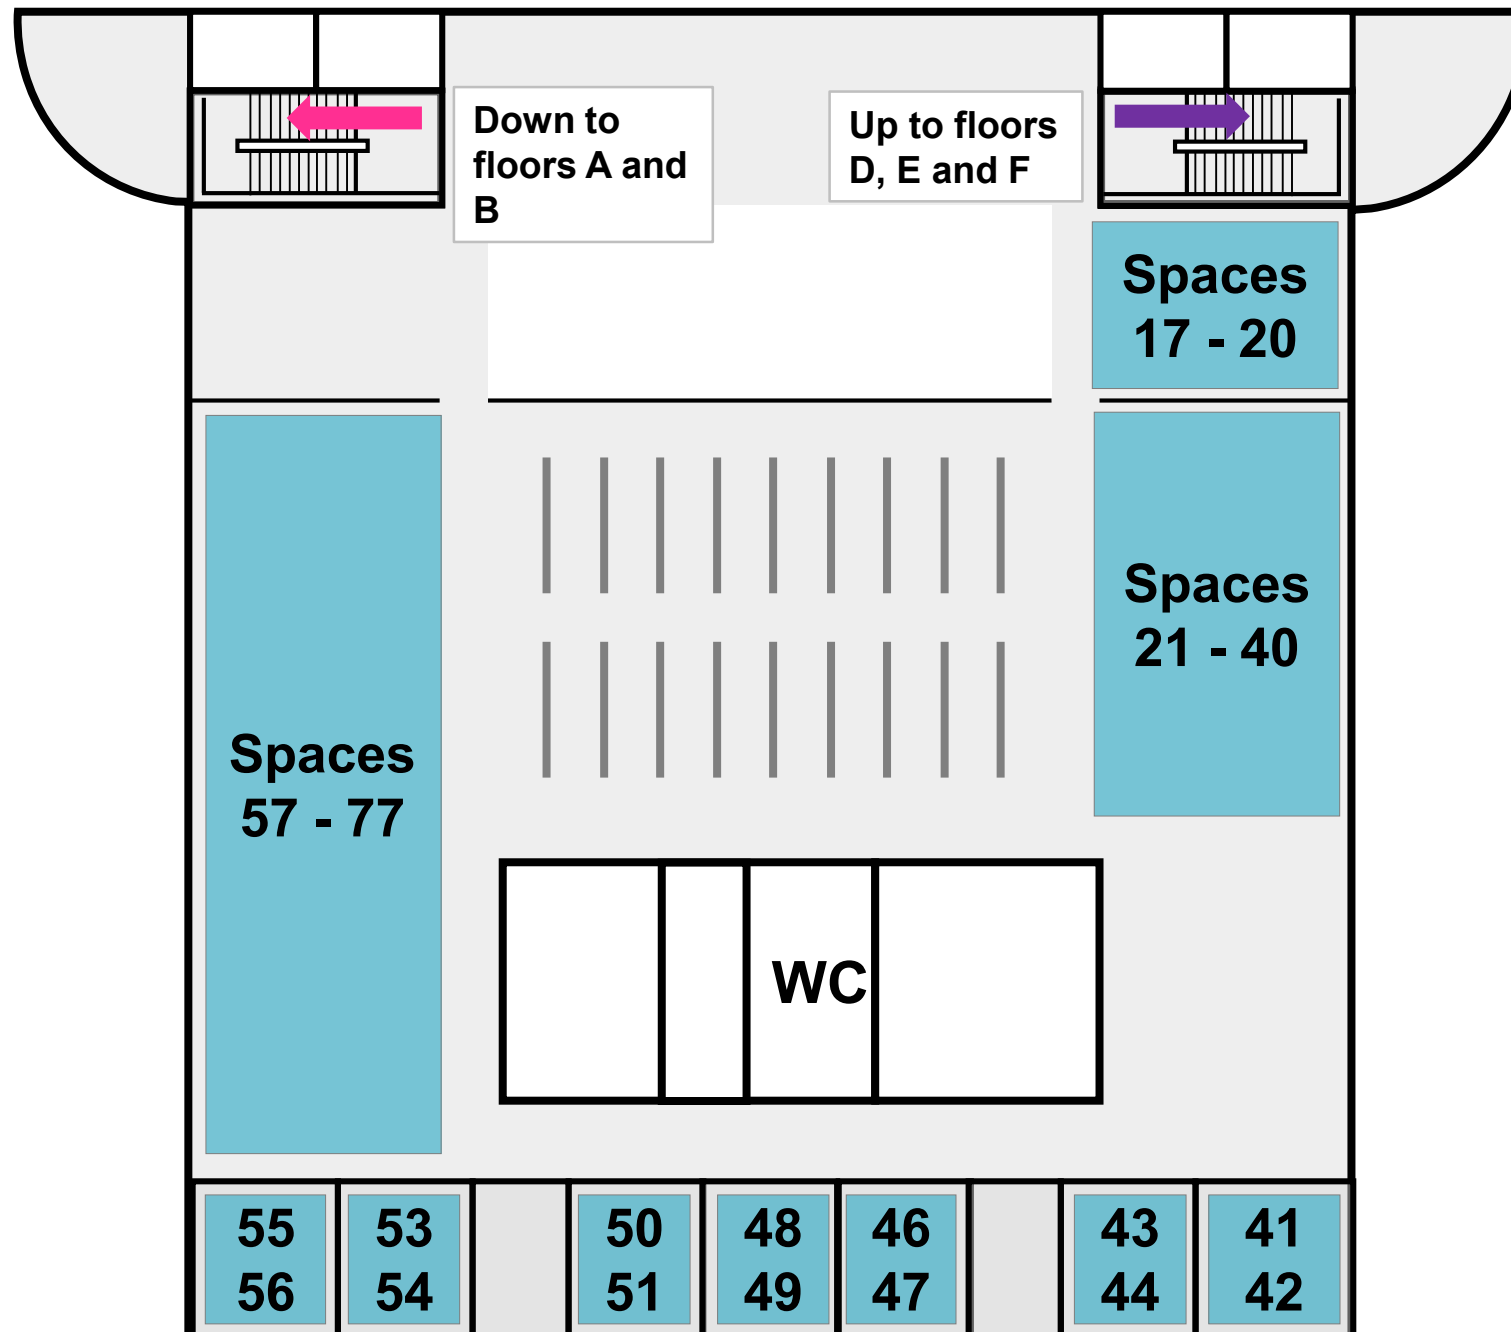 Down to
floors A and
B
Up to floors
D, E and F
Spaces
17 - 20
Spaces
21 - 40
Spaces
57 - 77
WC
55
56
53
54
50
51
48
49
46
47
43
44
41
42